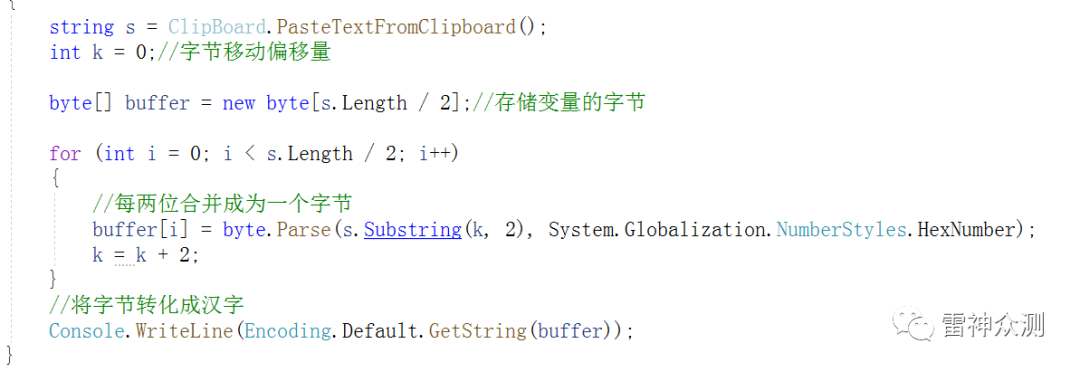 {
string s = ClipBoard.PasteTextFromClipboard();
int k = 0;//字节移动偏移量
byte[] buffer = new byte[s.Length / 2];//存储变量的字节
for (int i = 0; i < s.Length / 2; i++)
{
//每两位合并成为一个字节
buffer[i] = byte.Parse(s.Substring(k, 2), System.Globalization.NumberStyles.HexNumber);
k = k + 2;
}
//将字节转化成汉字
Console.WriteLine(Encoding.Default.GetString(buffer));
}
雷神众测